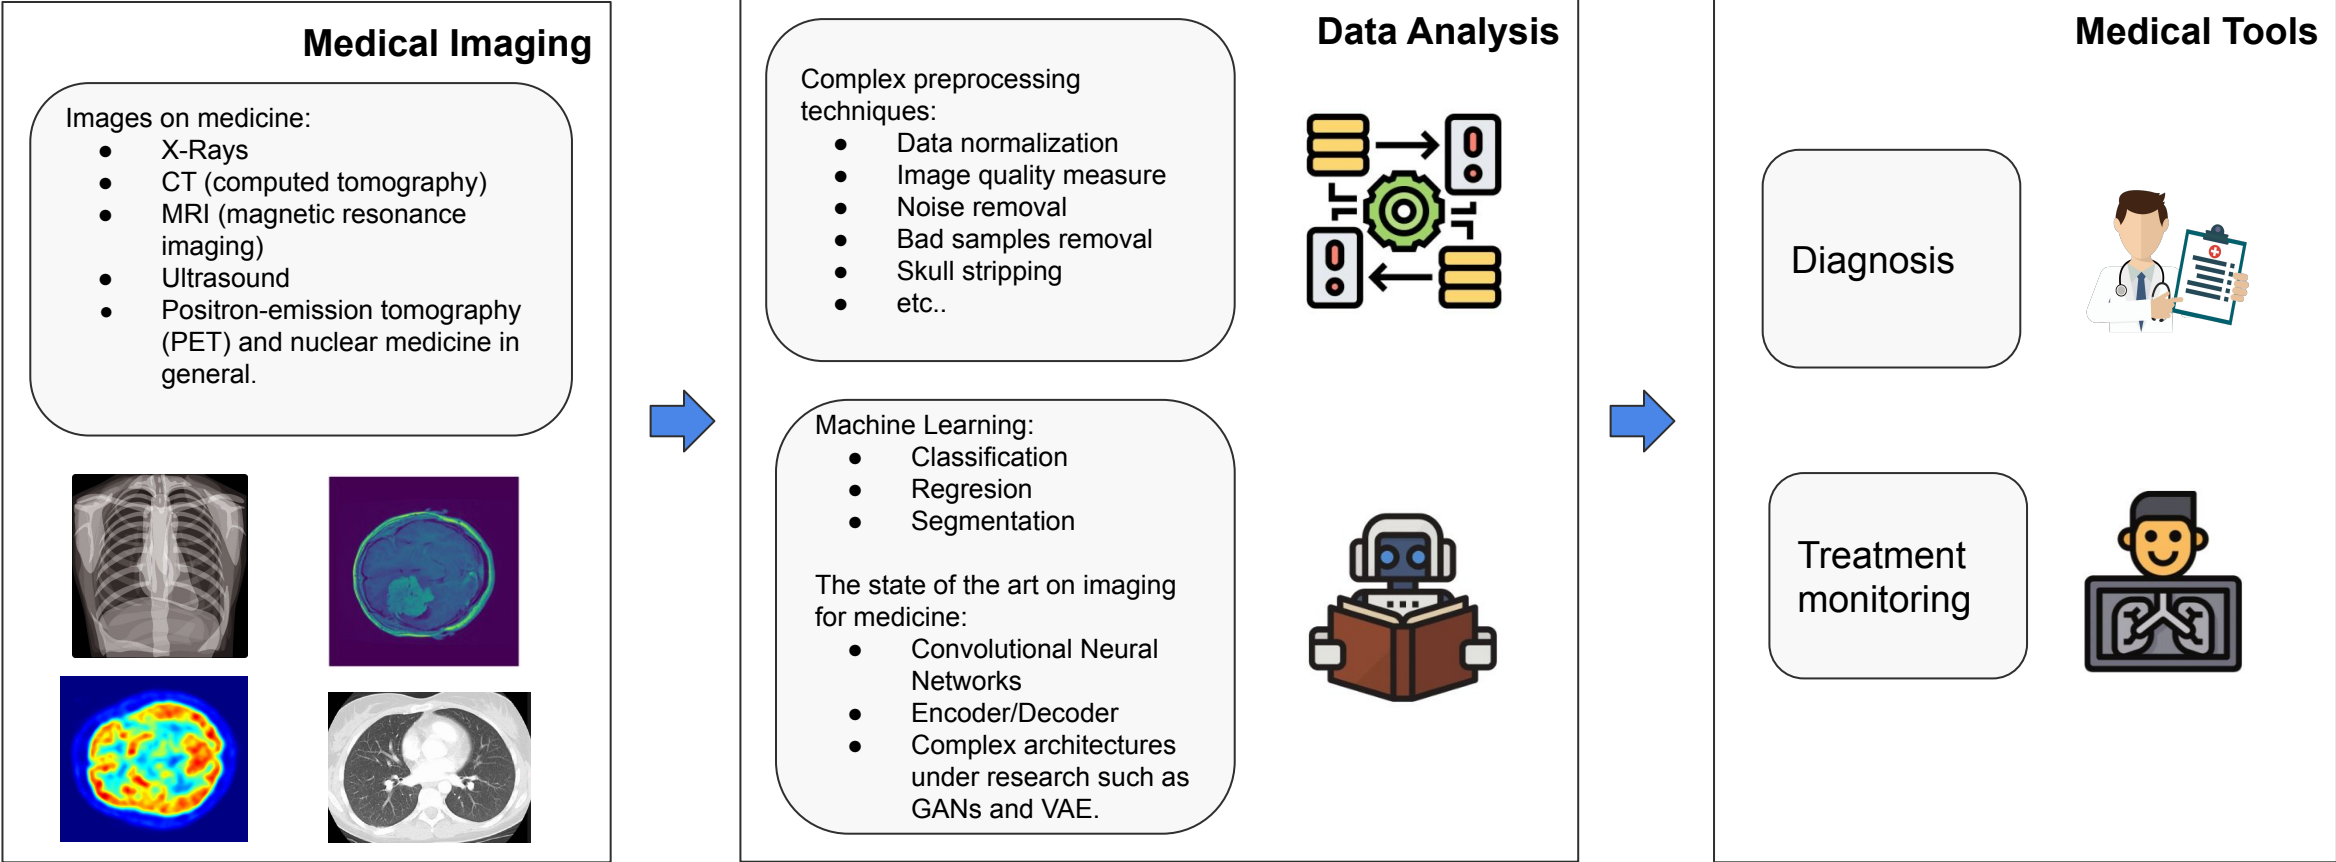 Medical Imaging
Images on medicine:
● X-Rays
● CT (computed tomography)
● MRI (magnetic resonance
imaging)
● Ultrasound
● Positron-emission tomography
(PET) and nuclear medicine in
general.
Data Analysis
Complex preprocessing
techniques:
● Data normalization
● Image quality measure
● Noise removal
● Bad samples removal
● Skull stripping
● etc..
Machine Learning:
● Classification
● Regresion
● Segmentation
The state of the art on imaging
for medicine:
● Convolutional Neural
Networks
● Encoder/Decoder
● Complex architectures
under research such as
GANs and VAE.
Medical Tools
Diagnosis
Treatment
monitoring